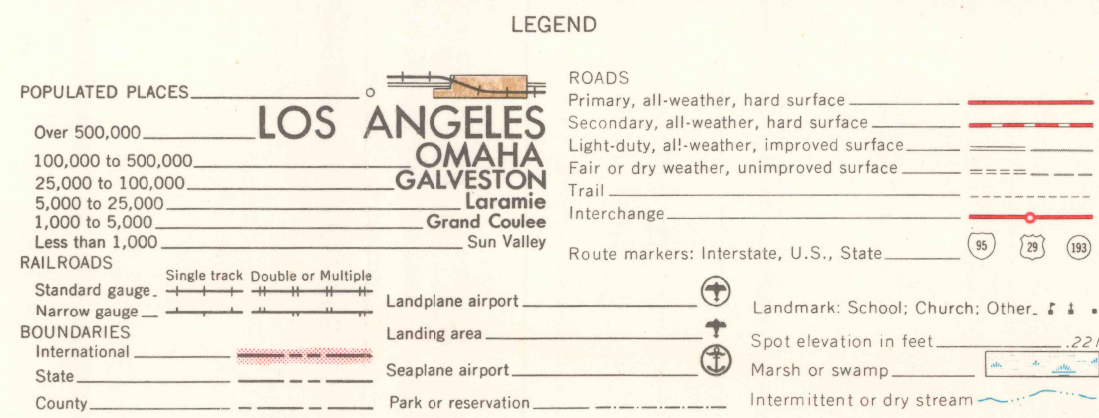 LEGEND
POPULATED PLACES
Over 500,000 LOS ANGELES
100,000 to 500,000 OMAHA
25,000 to 100,000 GALVESTON
5,000 to 25,000 Laramie
1,000 to 5,000 Grand Coulee
Less than 1,000 Sun Valley
RAILROADS
Single track Double or Multiple
Standard gauge
Narrow gauge
BOUNDARIES
International
State
County
Landplane airport
Landing area
Seaplane airport
Park or reservation
ROADS
Primary, all-weather, hard surface
Secondary, all-weather, hard surface
Light-duty, all-weather, improved surface
Fair or dry weather, unimproved surface
Trail
Interchange
Route markers: Interstate, U.S., State 95 29 193
Landmark: School; Church; Other
Spot elevation in feet .221
Marsh or swamp
Intermittent or dry stream